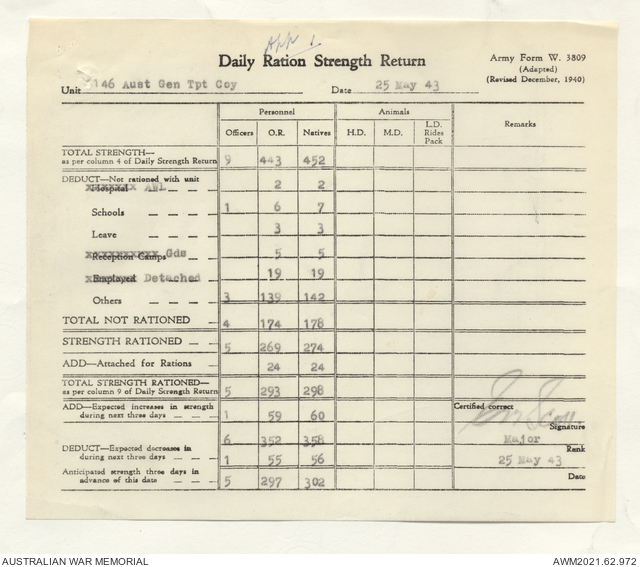 App 1
Daily Ration Strength Return
Army Form W. 3809
(Adapted)
(Revised December, 1940)
Unit 146 Aust Gen Tpt Coy Date 25 May 43
Personnel Animals Remarks
Officers O.R. Natives H.D. M.D. L.D. Rides Pack
TOTAL STRENGTH—
as per column 4 of Daily Strength Return 9 443 452
DEDUCT—Not rationed with unit
Hospital AWL — — — 2 2
Schools — — — — 1 6 7
Leave — — — — 3 3
Reception Camps Gds 5 5
Employed Detached 19 19
Others — — — — 3 139 142
TOTAL NOT RATIONED — — 4 174 178
STRENGTH RATIONED — — 5 269 274
ADD—Attached for Rations — — 24 24
TOTAL STRENGTH RATIONED—
as per column 9 of Daily Strength Return 5 293 298
ADD—Expected increases in strength
during next three days — — — 1 59 60
Certified correct
Signature
6 352 358
Major
Rank
DEDUCT—Expected decreases in
during next three days — — — 1 55 56
25 May 43
Date
Anticipated strength three days in
advance of this date — — — 5 297 302
AUSTRALIAN WAR MEMORIAL AWM2021.62.972